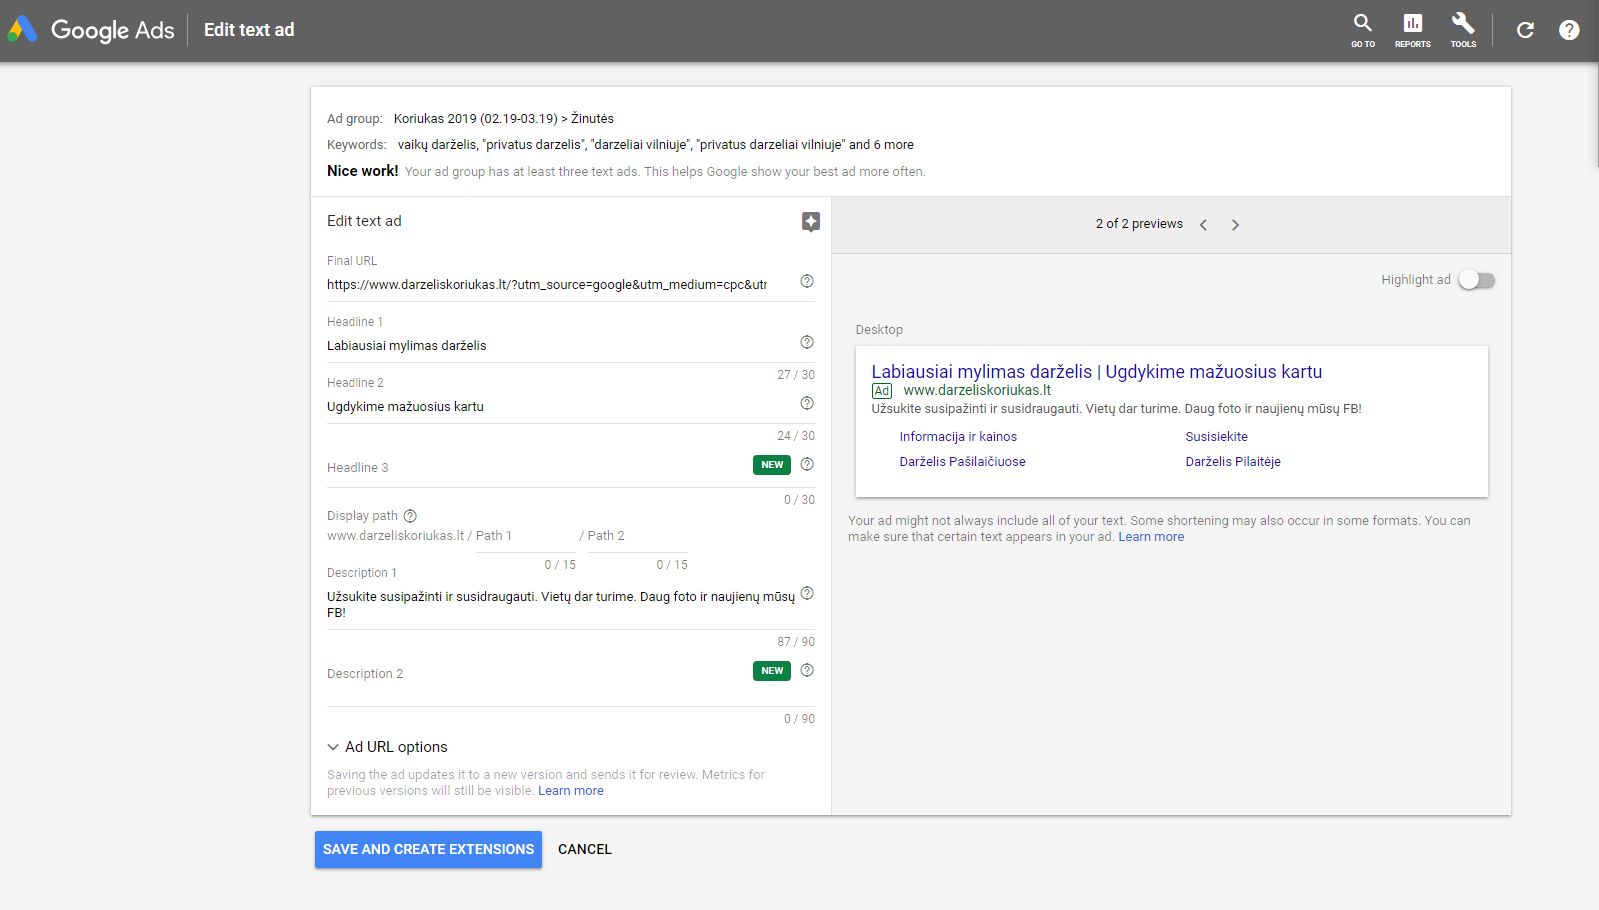 Google Ads
Edit text ad
GO TO
REPORTS
TOOLS
Ad group: Koriukas 2019 (02.19-03.19) > Žinutės
Keywords: vaikų darželis, "privatus darzelis", "darzeliai vilniuje", "privatus darzeliai vilniuje" and 6 more
Nice work! Your ad group has at least three text ads. This helps Google show your best ad more often.
Edit text ad
Final URL
https://www.darzeliskoriukas.lt/?utm_source=google&utm_medium=cpc&utm
Headline 1
Labiausiai mylimas darželis
27 / 30
Headline 2
Ugdykime mažuosius kartu
24 / 30
Headline 3
NEW
0 / 30
Display path
www.darzeliskoriukas.lt / Path 1 / Path 2
0 / 15 0 / 15
Description 1
Užsukite susipažinti ir susidraugauti. Vietų dar turime. Daug foto ir naujienų mūsų
FB!
87 / 90
Description 2
NEW
0 / 90
Ad URL options
Saving the ad updates it to a new version and sends it for review. Metrics for
previous versions will still be visible. Learn more
SAVE AND CREATE EXTENSIONS
CANCEL
2 of 2 previews
Highlight ad
Desktop
Labiausiai mylimas darželis | Ugdykime mažuosius kartu
Ad www.darzeliskoriukas.lt
Užsukite susipažinti ir susidraugauti. Vietų dar turime. Daug foto ir naujienų mūsų FB!
Informacija ir kainos
Susisiekite
Darželis Pašilaičiuose
Darželis Pilaitėje
Your ad might not always include all of your text. Some shortening may also occur in some formats. You can
make sure that certain text appears in your ad. Learn more